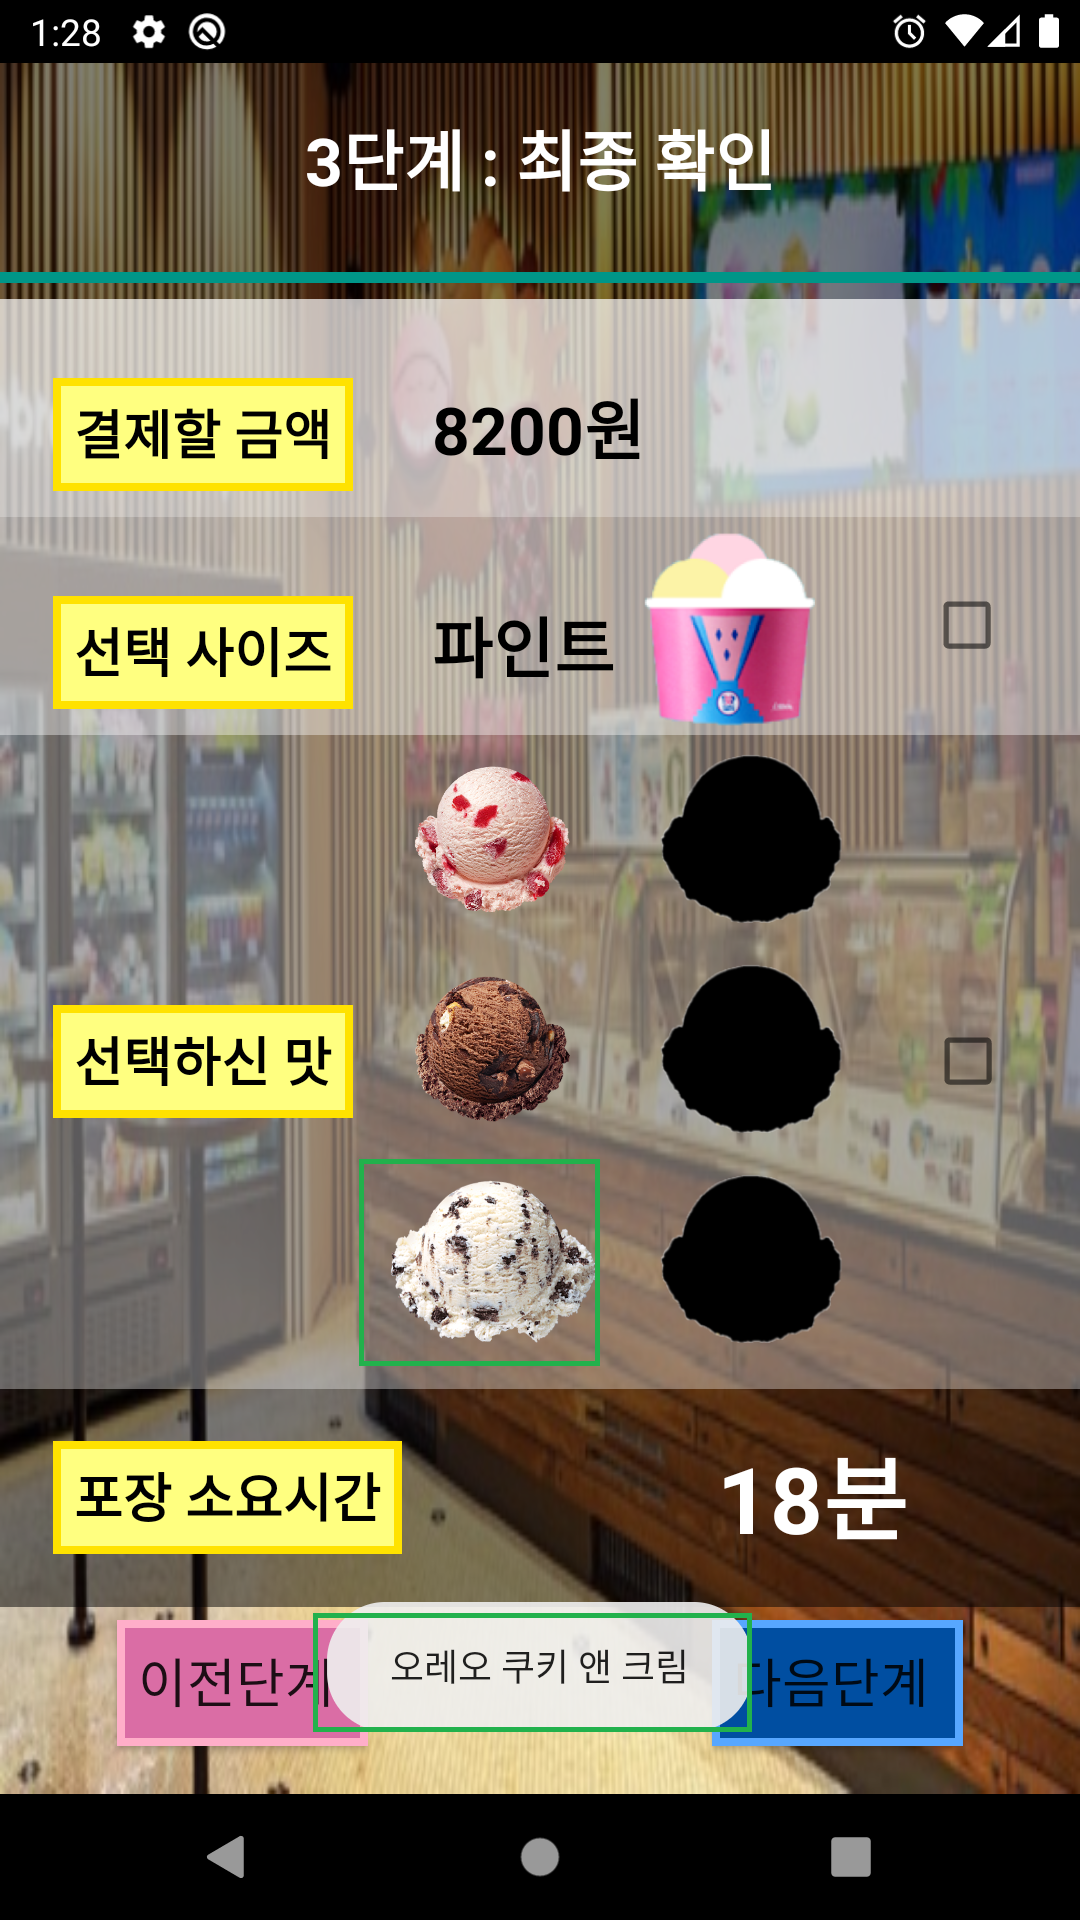 1:28
3단계 : 최종 확인
결제할 금액
8200원
선택 사이즈
파인트
선택하신 맛
포장 소요시간
18분
이전단계
오레오 쿠키 앤 크림
다음단계